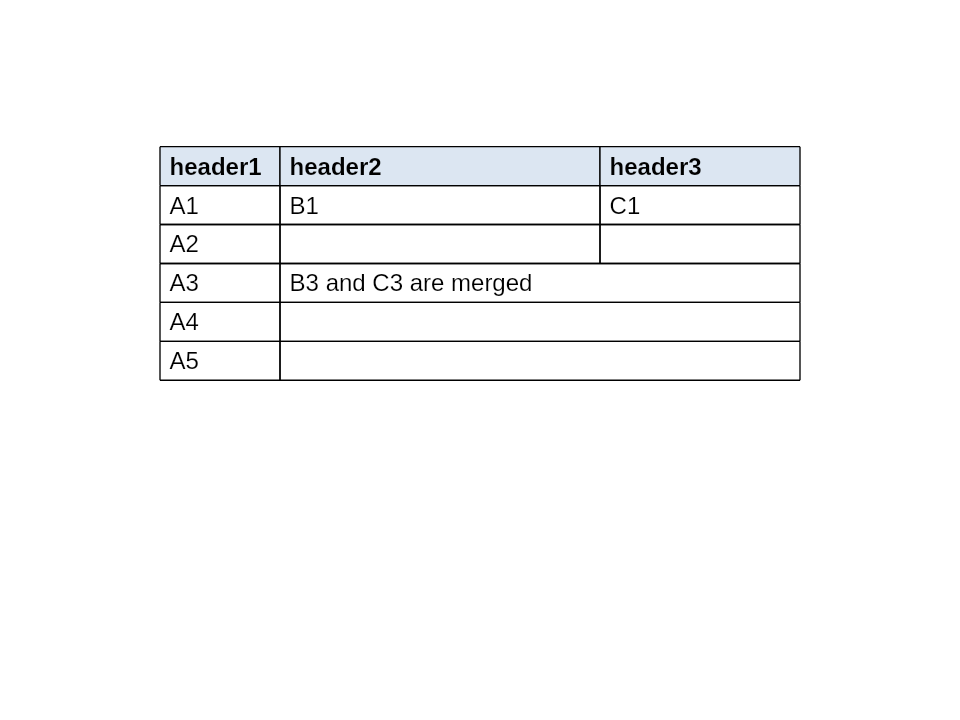 header1 header2 header3
A1 B1 C1
A2
A3 B3 and C3 are merged
A4
A5